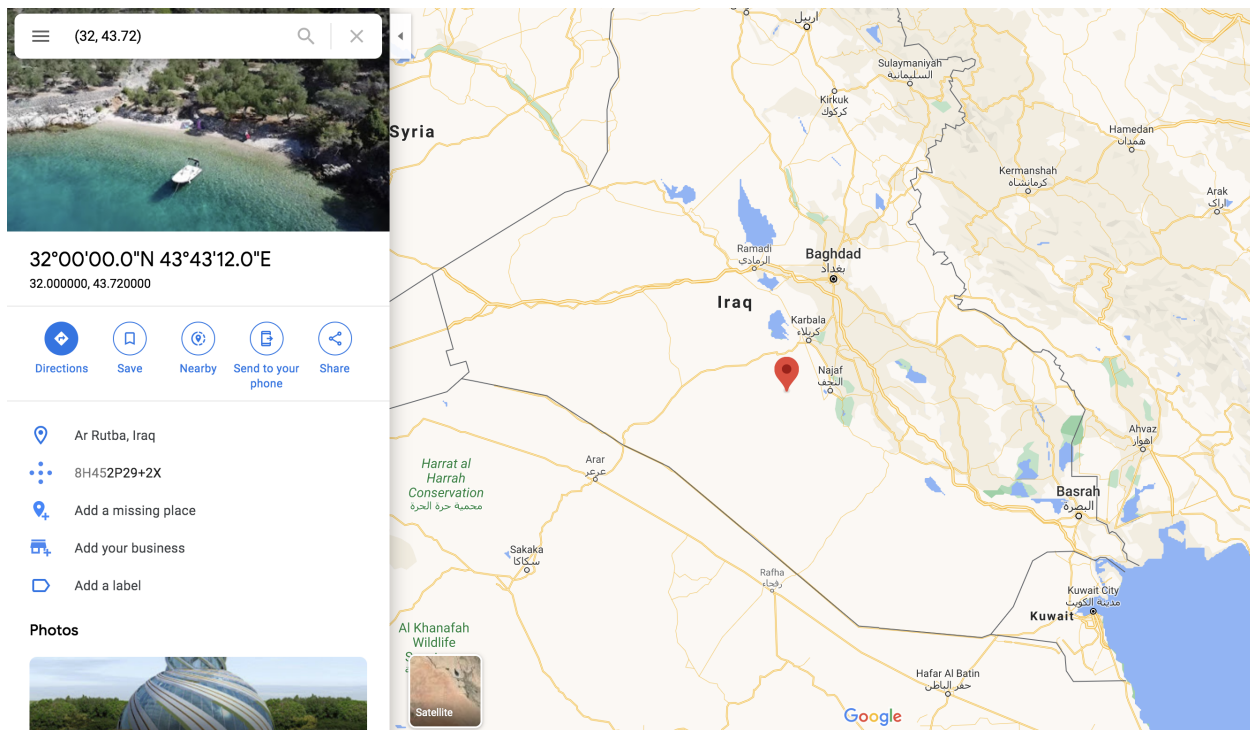 (32, 43.72)
32°00'00.0"N 43°43'12.0"E
32.000000, 43.720000
Directions
Save
Nearby
Send to your
phone
Share
Ar Rutba, Iraq
8H452P29+2X
Add a missing place
Add your business
Add a label
Photos
اربيل
Sulaymaniyah
السليمانية
Kirkuk
كركوك
Syria
Hamedan
همدان
Kermanshah
كرمانشاه
Arak
اراک
Ramadi
الرمادي
Baghdad
بغداد
Iraq
Karbala
كربلاء
Najaf
النجف
Ahvaz
اهواز
Arar
عرعر
Harrat al
Harrah
Conservation
محمية حرة الحرة
Basrah
البصرة
Sakaka
سكاكا
Rafha
رفحاء
Kuwait City
مدينة الكويت
Kuwait
Al Khanafah
Wildlife
Hafar Al Batin
حفر الباطن
Satellite
Google